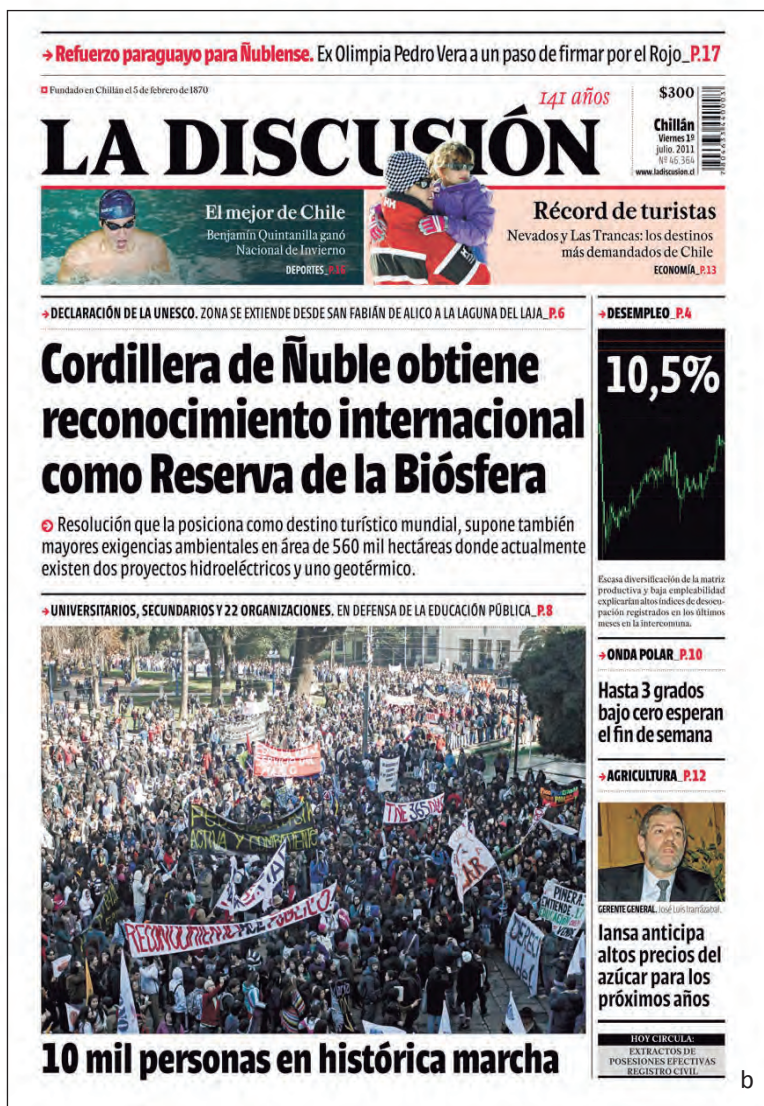 →Refuerzo paraguayo para Ñublense. Ex Olimpia Pedro Vera a un paso de firmar por el Rojo_P.17
Fundado en Chillán el 5 de febrero de 1870
141 años
$300
LA DISCUSIÓN
Chillán
Viernes 1º
julio. 2011
Nº 46.364
www.ladiscusion.cl
El mejor de Chile
Benjamín Quintanilla ganó
Nacional de Invierno
DEPORTES_P.16
Récord de turistas
Nevados y Las Trancas: los destinos
más demandados de Chile
ECONOMÍA_P.13
→DECLARACIÓN DE LA UNESCO. ZONA SE EXTIENDE DESDE SAN FABIÁN DE ALICO A LA LAGUNA DEL LAJA_P.6
Cordillera de Ñuble obtiene
reconocimiento internacional
como Reserva de la Biósfera
Resolución que la posiciona como destino turístico mundial, supone también
mayores exigencias ambientales en área de 560 mil hectáreas donde actualmente
existen dos proyectos hidroeléctricos y uno geotérmico.
→UNIVERSITARIOS, SECUNDARIOS Y 22 ORGANIZACIONES. EN DEFENSA DE LA EDUCACIÓN PÚBLICA_P.8
ACTIVA Y COMBATIENTE
TNE 365 DIAS
PIÑERA
ENTIENDE
10 mil personas en histórica marcha
→DESEMPLEO_P.4
10,5%
Escasa diversificación de la matriz
productiva y baja empleabilidad
explicarían altos índices de desocu-
pación registrados en los últimos
meses en la intercomuna.
→ONDA POLAR_P.10
Hasta 3 grados
bajo cero esperan
el fin de semana
→AGRICULTURA_P.12
GERENTE GENERAL. José Luis Irarrázabal.
Iansa anticipa
altos precios del
azúcar para los
próximos años
HOY CIRCULA:
EXTRACTOS DE
POSESIONES EFECTIVAS
REGISTRO CIVIL
b